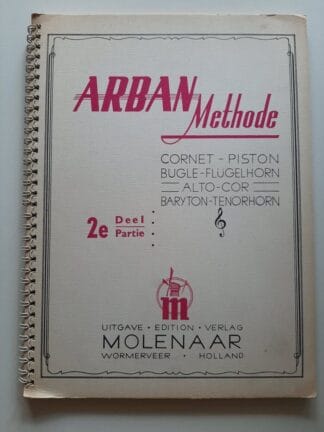 ARBAN
Methode
CORNET - PISTON
BUGLE-FLÜGELHORN
ALTO-COR
BARYTON-TENORHORN
2e Deel
Partie
m
UITGAVE • EDITION • VERLAG
MOLENAAR
WORMERVEER • HOLLAND